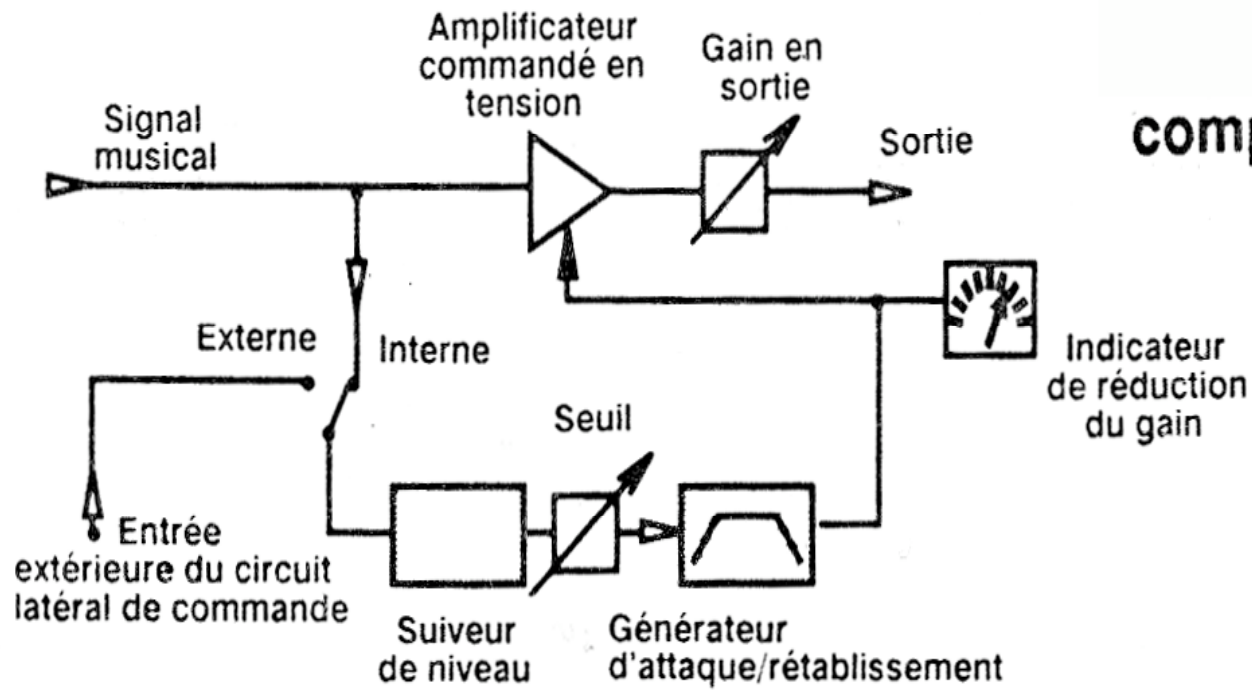 Amplificateur
commandé en
tension
Gain en
sortie
Signal
musical
Sortie
comp
Externe
Interne
Indicateur
de réduction
du gain
Seuil
Entrée
extérieure du circuit
latéral de commande
Suiveur
de niveau
Générateur
d'attaque/rétablissement